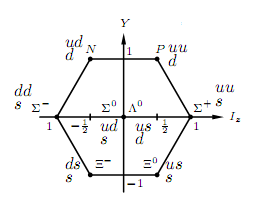 Y
ud
d
N
1
P
uu
d
dd
s
Σ⁻
Σ⁰
Λ⁰
Σ⁺
uu
s
1
-1/2
ud
s
us
d
1/2
1
I_z
ds
s
Ξ⁻
Ξ⁰
us
s
-1